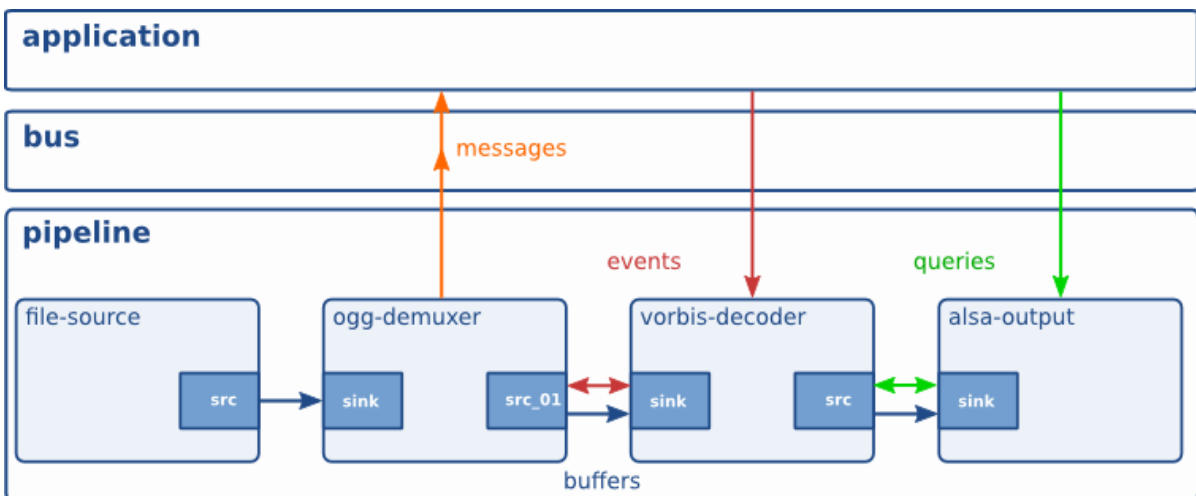 application
bus
messages
pipeline
events
queries
file-source
ogg-demuxer
vorbis-decoder
alsa-output
src
sink
src_01
sink
src
sink
buffers